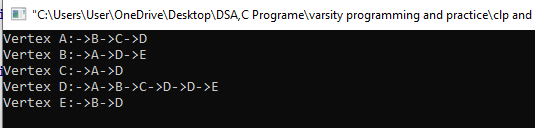 "C:\Users\User\OneDrive\Desktop\DSA,C Programe\varsity programming and practice\clp and
Vertex A:->B->C->D
Vertex B:->A->D->E
Vertex C:->A->D
Vertex D:->A->B->C->D->D->E
Vertex E:->B->D